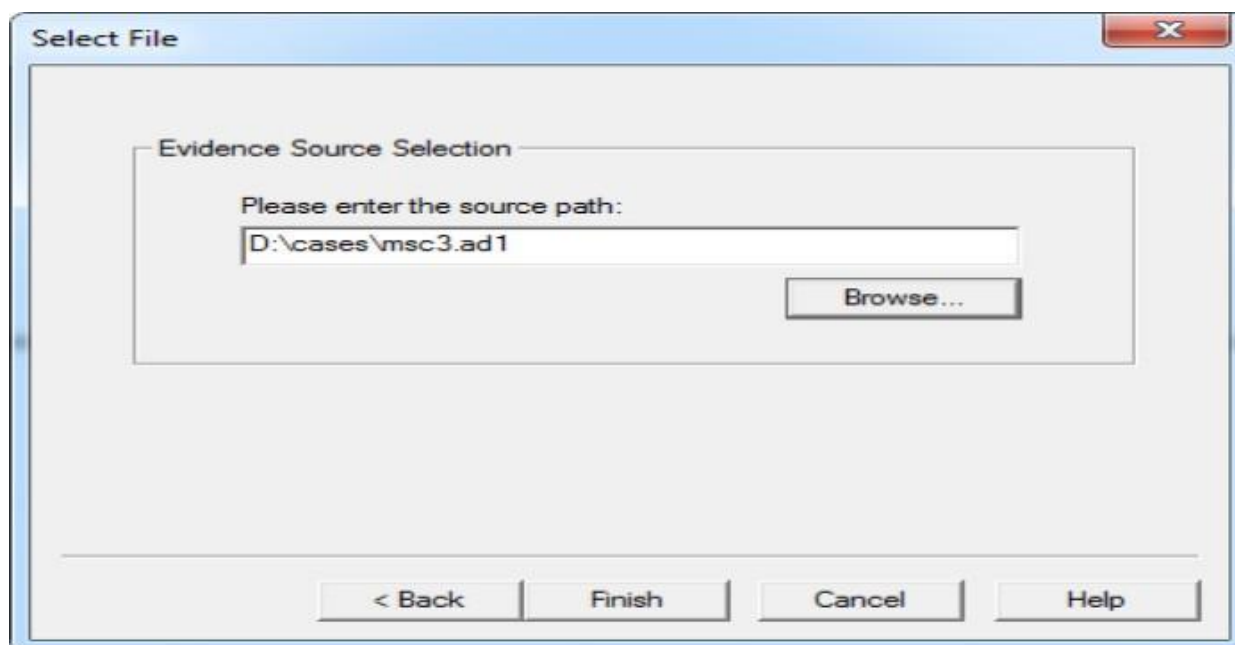 Select File
Evidence Source Selection
Please enter the source path:
D:\cases\msc3.ad1
Browse...
< Back Finish Cancel Help